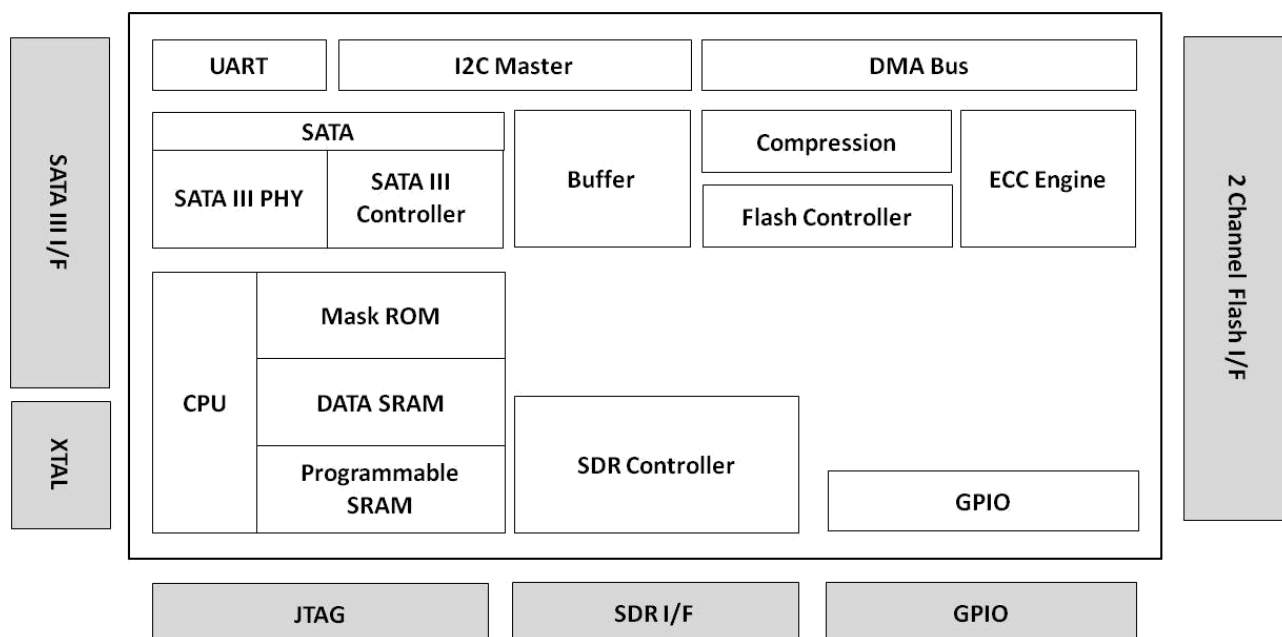 UART
I2C Master
DMA Bus
SATA
SATA III PHY
SATA III
Controller
Buffer
Compression
Flash Controller
ECC Engine
SATA III I/F
2 Channel Flash I/F
CPU
Mask ROM
DATA SRAM
Programmable
SRAM
SDR Controller
GPIO
XTAL
JTAG
SDR I/F
GPIO